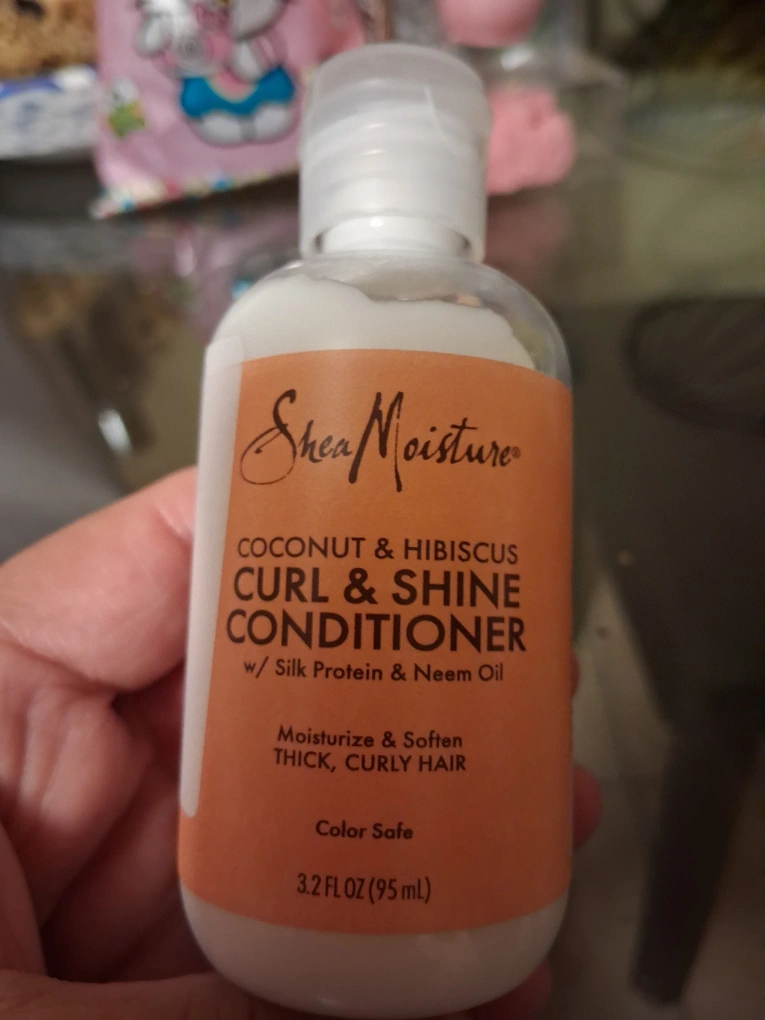 SheaMoisture®
COCONUT & HIBISCUS
CURL & SHINE
CONDITIONER
w/ Silk Protein & Neem Oil
Moisturize & Soften
THICK, CURLY HAIR
Color Safe
3.2 FL OZ (95 mL)